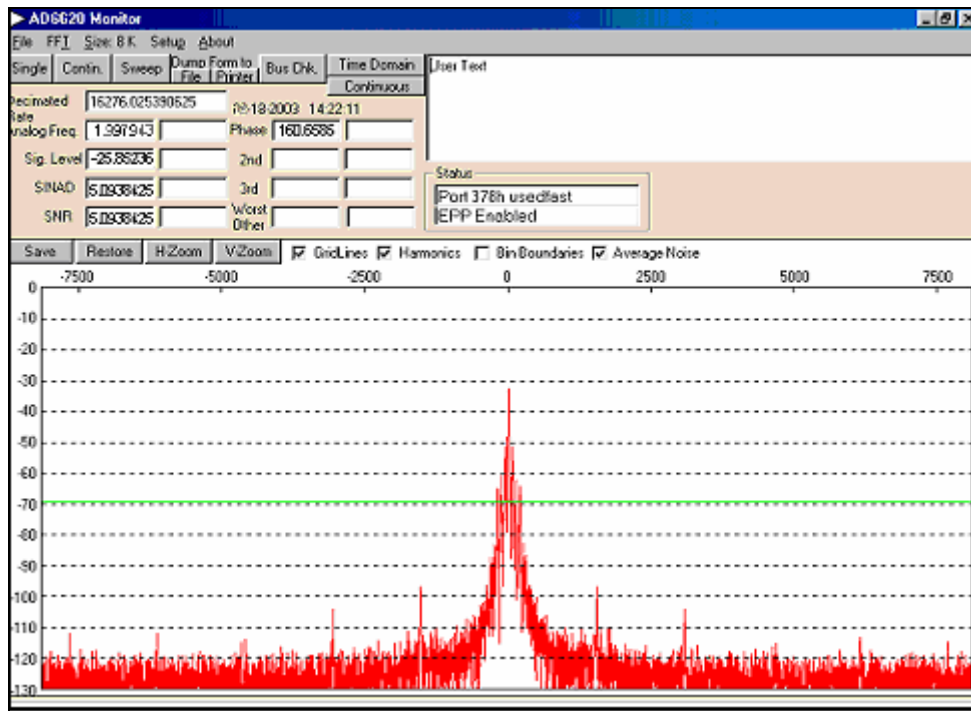 AD6620 Monitor
File FFT Size: 8 K Setup About
Single Contin. Sweep Dump File Form to Printer Bus Chk. Time Domain
Continuous
User Text
Decimated Rate 16276.025390625
18-2003 14:22:11
Analog Freq. 1.997943 Phase 160.6585
Sig. Level -25.86236 2nd
SINAD 5.0938425 3rd
SNR 5.0938425 Worst Other
Status
Port 378h usedfast
EPP Enabled
Save Restore H-Zoom V-Zoom GridLines Harmonics Bin Boundaries Average Noise
-7500 -5000 -2500 0 2500 5000 7500
0
-10
-20
-30
-40
-50
-60
-70
-80
-90
-100
-110
-120
-130